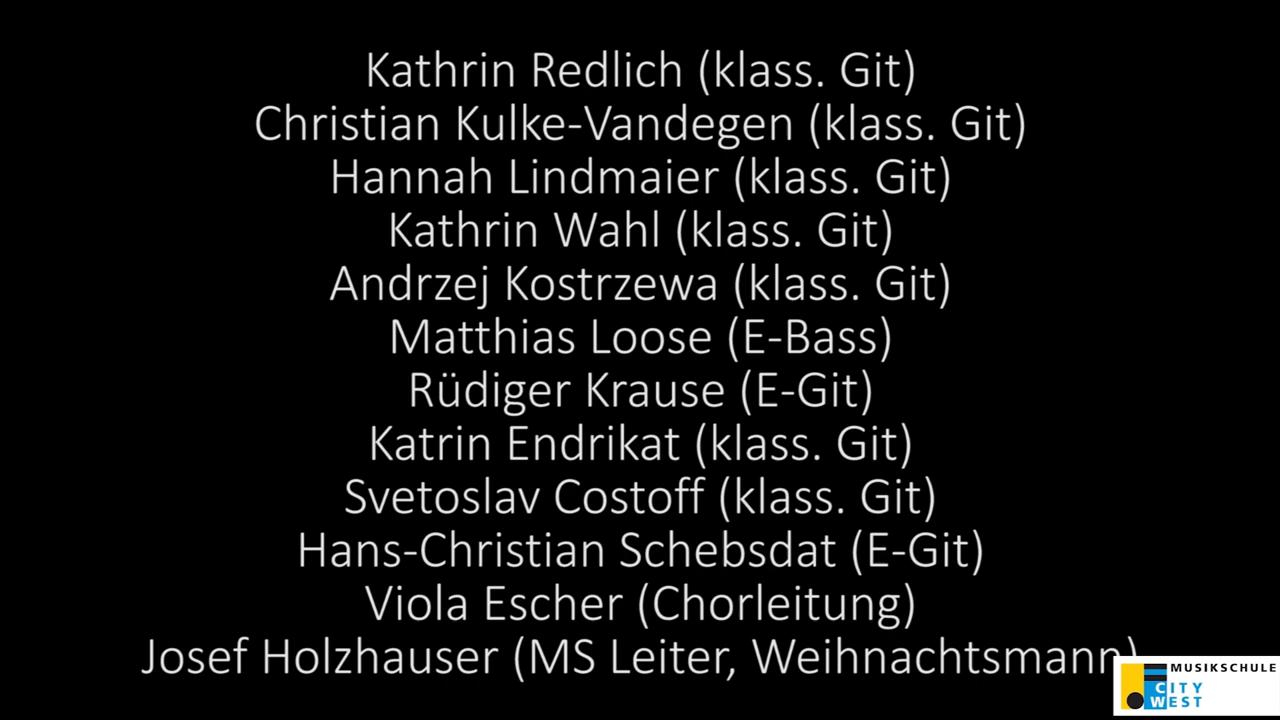 Kathrin Redlich (klass. Git)
Christian Kulke-Vandegen (klass. Git)
Hannah Lindmaier (klass. Git)
Kathrin Wahl (klass. Git)
Andrzej Kostrzewa (klass. Git)
Matthias Loose (E-Bass)
Rüdiger Krause (E-Git)
Katrin Endrikat (klass. Git)
Svetoslav Costoff (klass. Git)
Hans-Christian Schebsdat (E-Git)
Viola Escher (Chorleitung)
Josef Holzhauser (MS Leiter, Weihnachtsmann)
MUSIKSCHULE
CITY
WEST